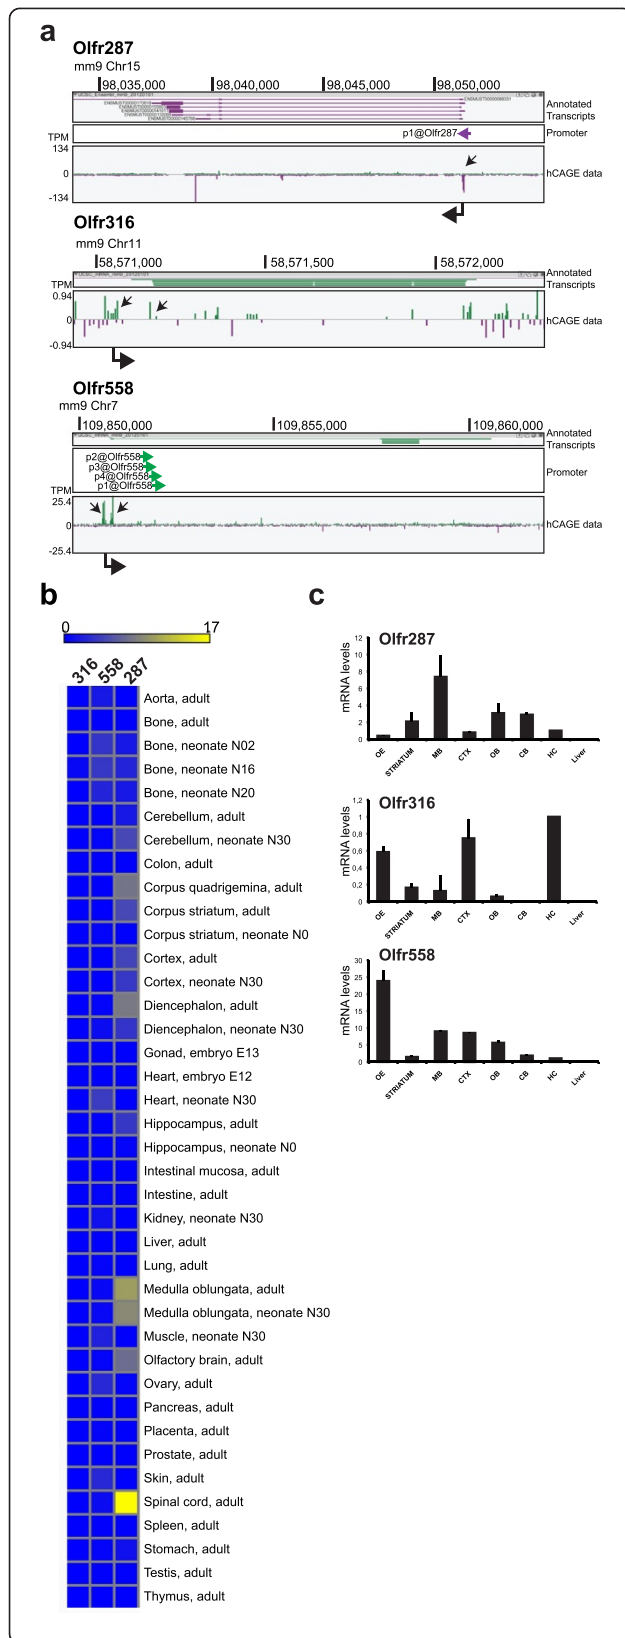 a
Olfr287
mm9 Chr15
98,035,000 98,040,000 98,045,000 98,050,000
Annotated
Transcripts
p1@Olfr287
Promoter
TPM
134
0
-134
hCAGE data
Olfr316
mm9 Chr11
58,571,000 58,571,500 58,572,000
Annotated
Transcripts
TPM
0.94
0
-0.94
hCAGE data
Olfr558
mm9 Chr7
109,850,000 109,855,000 109,860,000
Annotated
Transcripts
p2@Olfr558
p3@Olfr558
p4@Olfr558
p1@Olfr558
Promoter
TPM
25.4
0
-25.4
hCAGE data
b
0 17
316 558 287
Aorta, adult
Bone, adult
Bone, neonate N02
Bone, neonate N16
Bone, neonate N20
Cerebellum, adult
Cerebellum, neonate N30
Colon, adult
Corpus quadrigemina, adult
Corpus striatum, adult
Corpus striatum, neonate N0
Cortex, adult
Cortex, neonate N30
Diencephalon, adult
Diencephalon, neonate N30
Gonad, embryo E13
Heart, embryo E12
Heart, neonate N30
Hippocampus, adult
Hippocampus, neonate N0
Intestinal mucosa, adult
Intestine, adult
Kidney, neonate N30
Liver, adult
Lung, adult
Medulla oblungata, adult
Medulla oblungata, neonate N30
Muscle, neonate N30
Olfactory brain, adult
Ovary, adult
Pancreas, adult
Placenta, adult
Prostate, adult
Skin, adult
Spinal cord, adult
Spleen, adult
Stomach, adult
Testis, adult
Thymus, adult
c
Olfr287
mRNA levels
12
10
8
6
4
2
0
OE STRIATUM MB CTX OB CB HC Liver
Olfr316
mRNA levels
1,2
1
0,8
0,6
0,4
0,2
0
OE STRIATUM MB CTX OB CB HC Liver
Olfr558
mRNA levels
30
25
20
15
10
5
0
OE STRIATUM MB CTX OB CB HC Liver